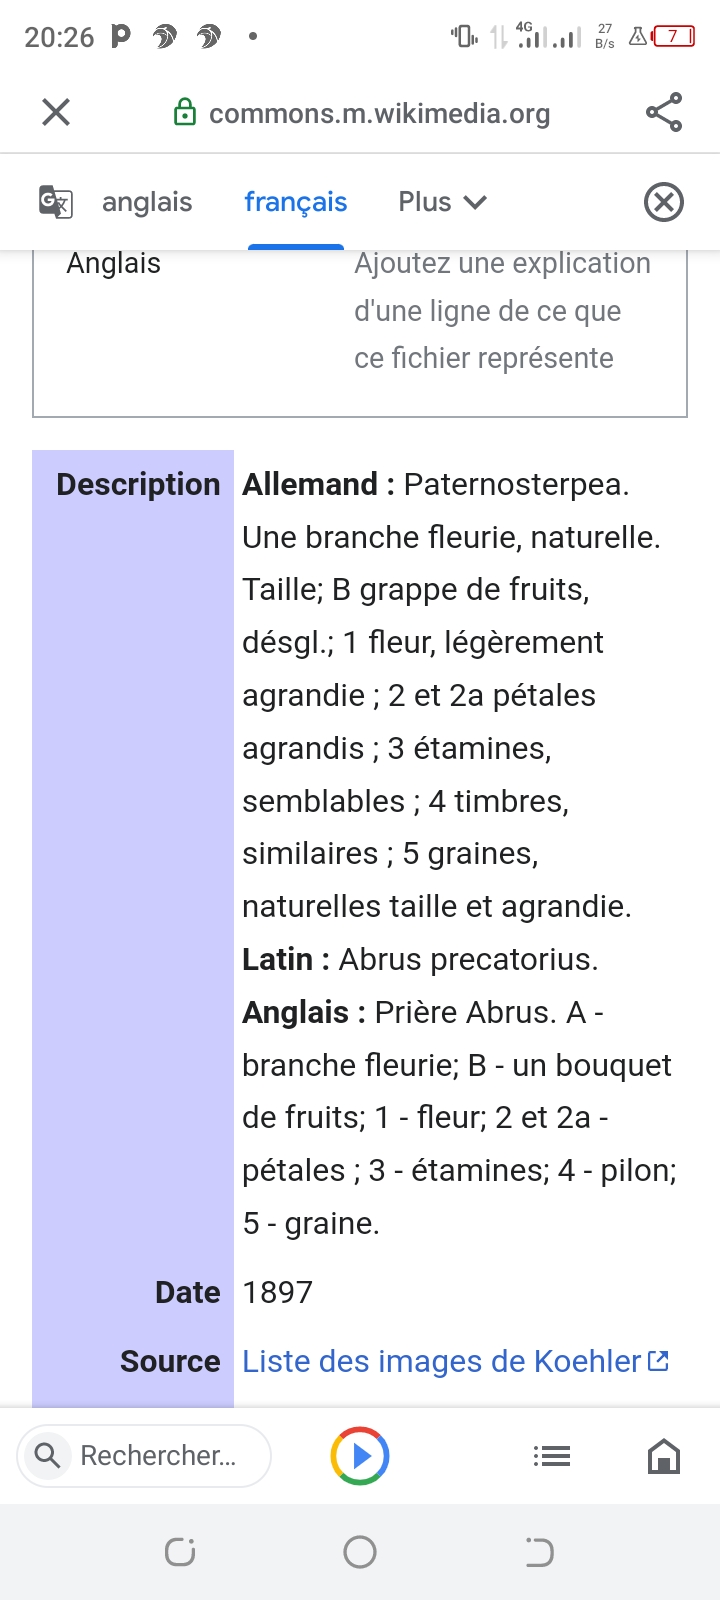 20:26
4G
27
B/s
7
commons.m.wikimedia.org
anglais
français
Plus
Anglais
Ajoutez une explication
d'une ligne de ce que
ce fichier représente
Description
Allemand : Paternosterpea.
Une branche fleurie, naturelle.
Taille; B grappe de fruits,
désgl.; 1 fleur, légèrement
agrandie ; 2 et 2a pétales
agrandis ; 3 étamines,
semblables ; 4 timbres,
similaires ; 5 graines,
naturelles taille et agrandie.
Latin : Abrus precatorius.
Anglais : Prière Abrus. A -
branche fleurie; B - un bouquet
de fruits; 1 - fleur; 2 et 2a -
pétales ; 3 - étamines; 4 - pilon;
5 - graine.
Date 1897
Source Liste des images de Koehler
Rechercher...